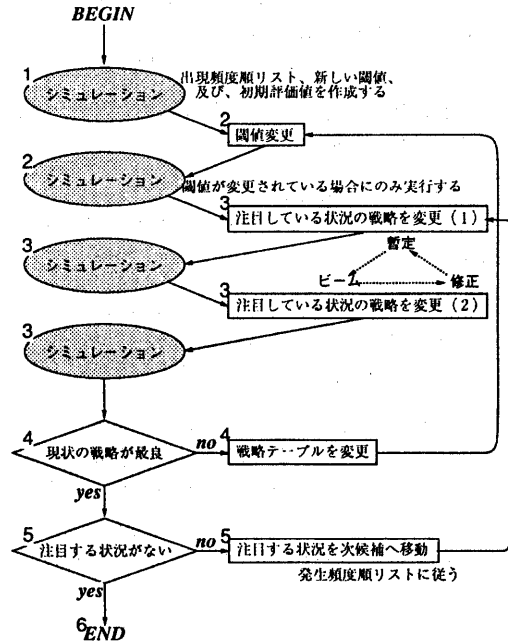 BEGIN
1
シミュレーション
出現頻度順リスト、新しい閾値、
及び、初期評価値を作成する
2
閾値変更
2
シミュレーション
閾値が変更されている場合にのみ実行する
3
注目している状況の戦略を変更(1)
3
シミュレーション
暫定
ビーム
修正
3
注目している状況の戦略を変更(2)
3
シミュレーション
4
現状の戦略が最良
no
4
戦略テーブルを変更
yes
5
注目する状況がない
no
5
注目する状況を次候補へ移動
発生頻度順リストに従う
yes
6
END